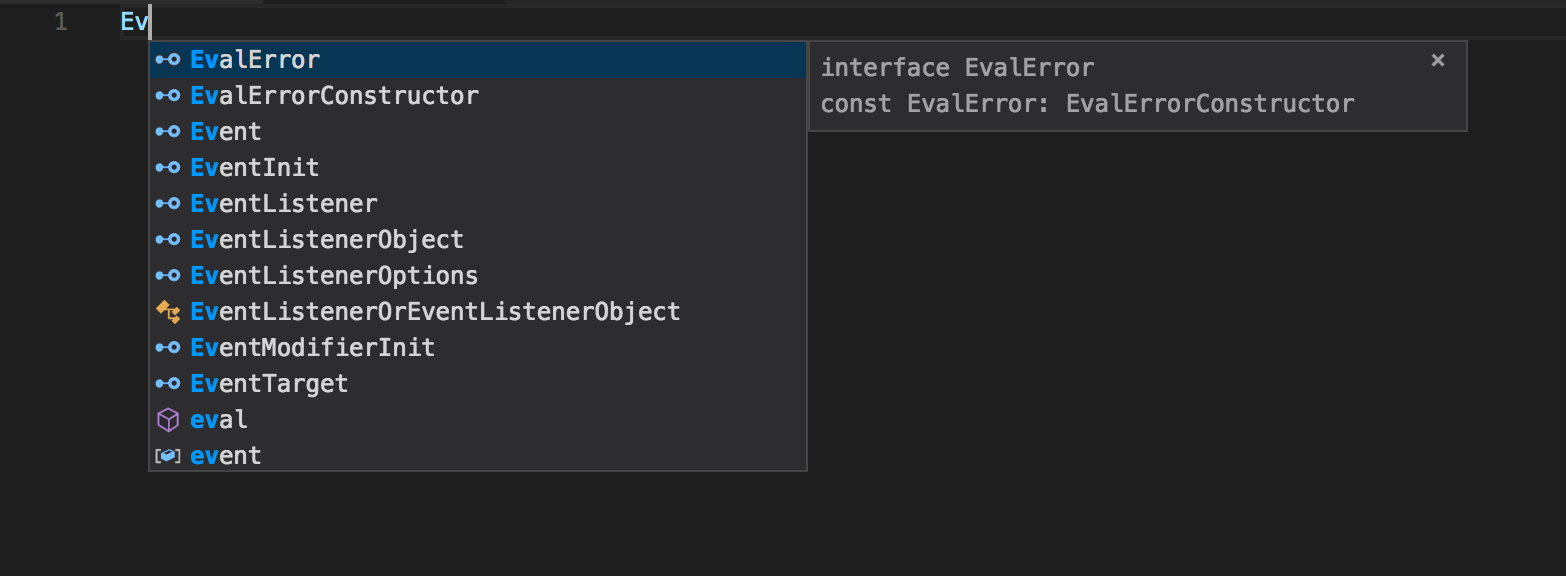 1 Ev
EvalError
EvalErrorConstructor
Event
EventInit
EventListener
EventListenerObject
EventListenerOptions
EventListenerOrEventListenerObject
EventModifierInit
EventTarget
eval
event
interface EvalError
const EvalError: EvalErrorConstructor